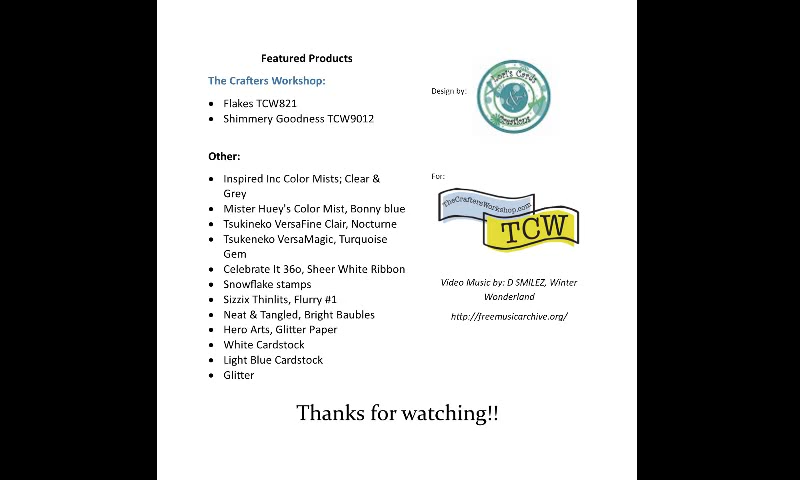 Featured Products
The Crafters Workshop:
• Flakes TCW821
• Shimmery Goodness TCW9012
Other:
• Inspired Inc Color Mists; Clear &
Grey
• Mister Huey's Color Mist, Bonny blue
• Tsukineko VersaFine Clair, Nocturne
• Tsukeneko VersaMagic, Turquoise
Gem
• Celebrate It 36o, Sheer White Ribbon
• Snowflake stamps
• Sizzix Thinlits, Flurry #1
• Neat & Tangled, Bright Baubles
• Hero Arts, Glitter Paper
• White Cardstock
• Light Blue Cardstock
• Glitter
Design by:
Lori's Cards
&
Creations
For:
TheCraftersWorkshop.com
TCW
Video Music by: D SMILEZ, Winter
Wonderland
http://freemusicarchive.org/
Thanks for watching!!